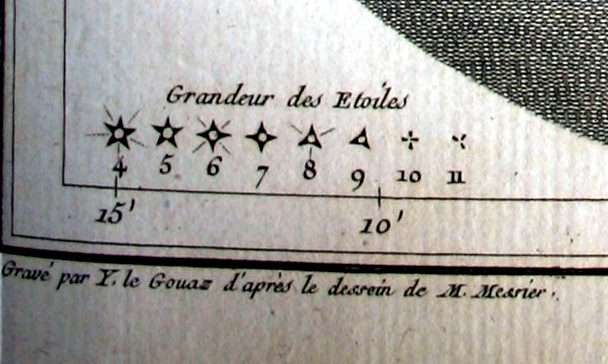 Grandeur des Etoiles
4 5 6 7 8 9 10 11
15' 10'
Gravé par Y. le Gouaz d'après le dessein de M. Messier.